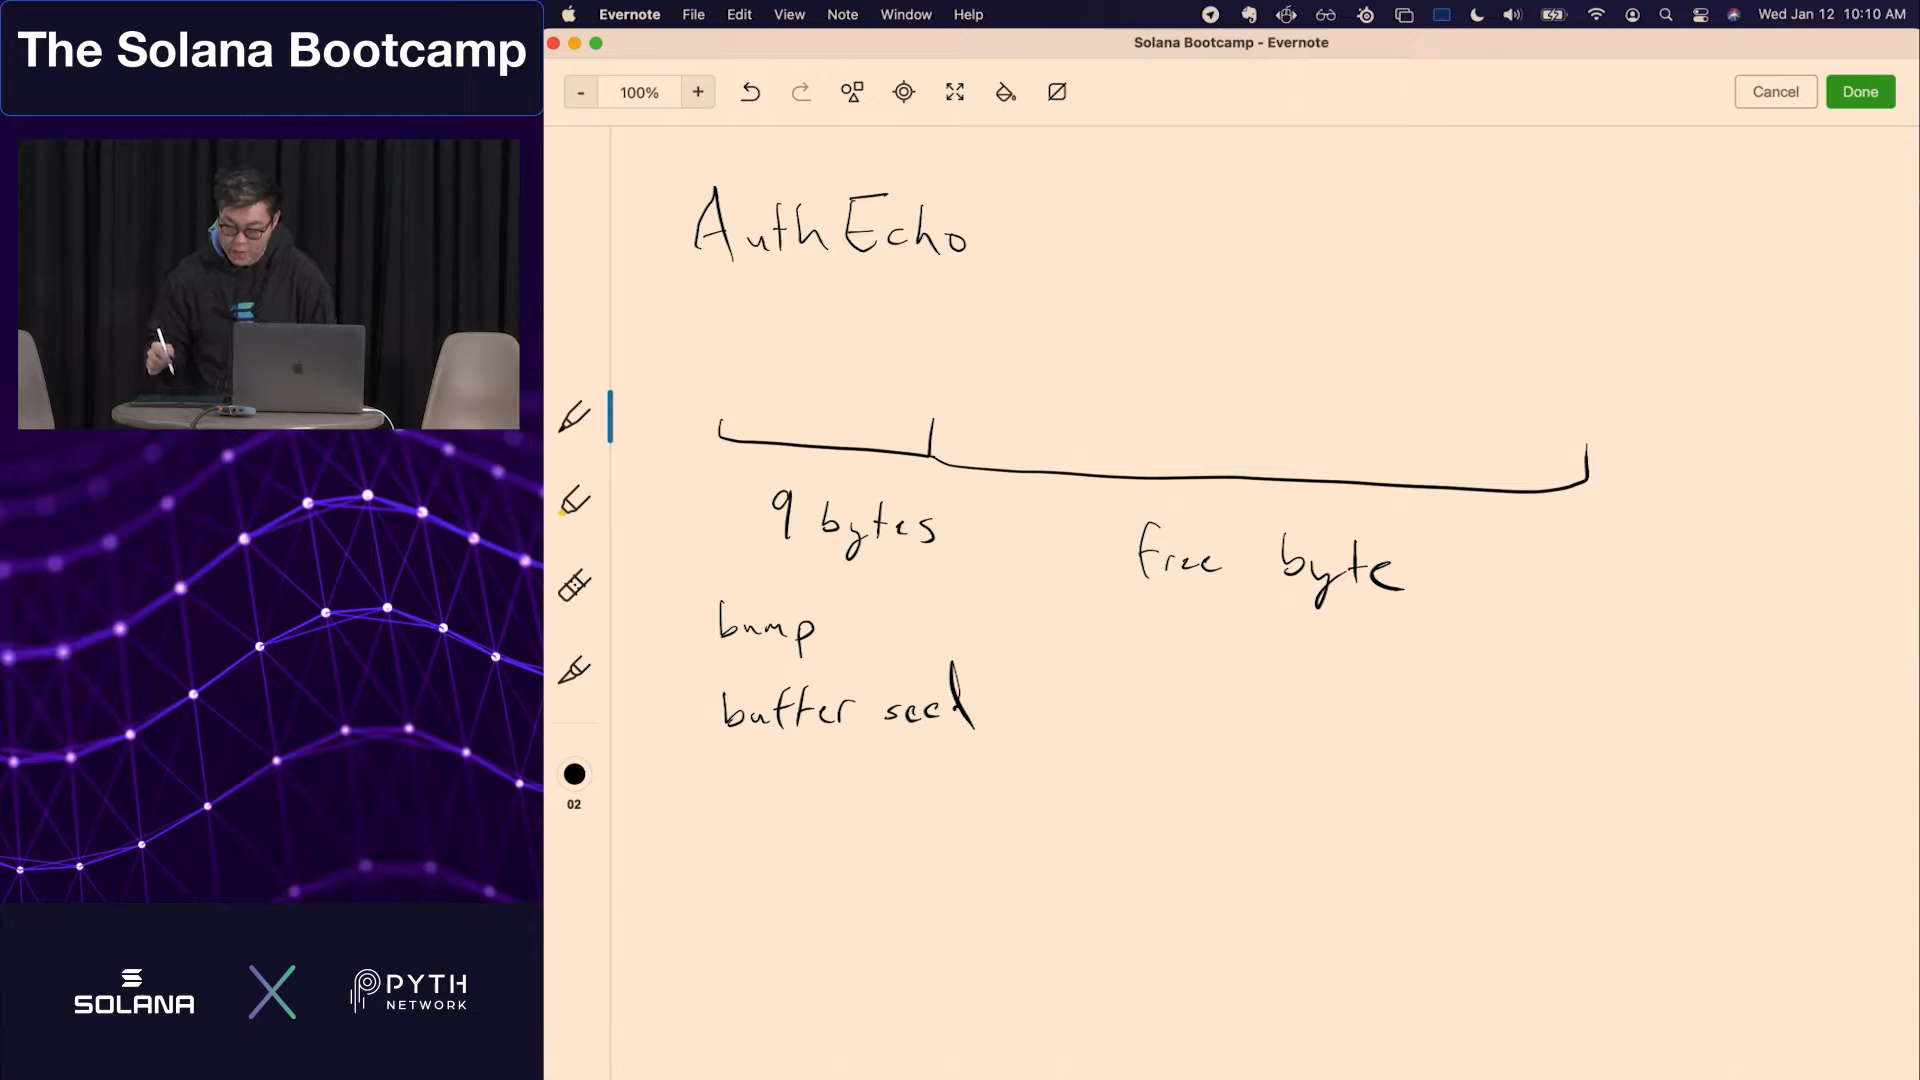 The Solana Bootcamp
Evernote File Edit View Note Window Help Wed Jan 12 10:10 AM
Solana Bootcamp - Evernote
- 100% + Cancel Done
AuthEcho
9 bytes
free byte
bump
buffer seed
02
SOLANA
PYTH
NETWORK